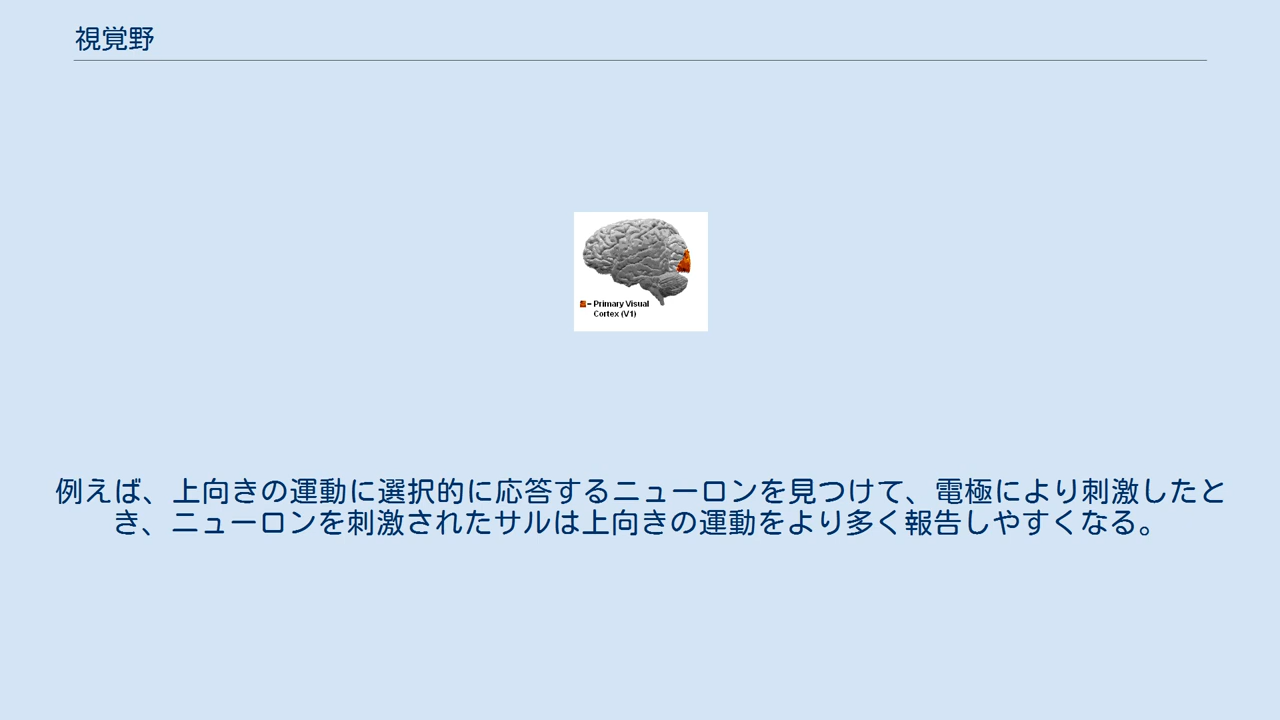 視覚野
= Primary Visual
Cortex (V1)
例えば、上向きの運動に選択的に応答するニューロンを見つけて、電極により刺激したと
き、ニューロンを刺激されたサルは上向きの運動をより多く報告しやすくなる。